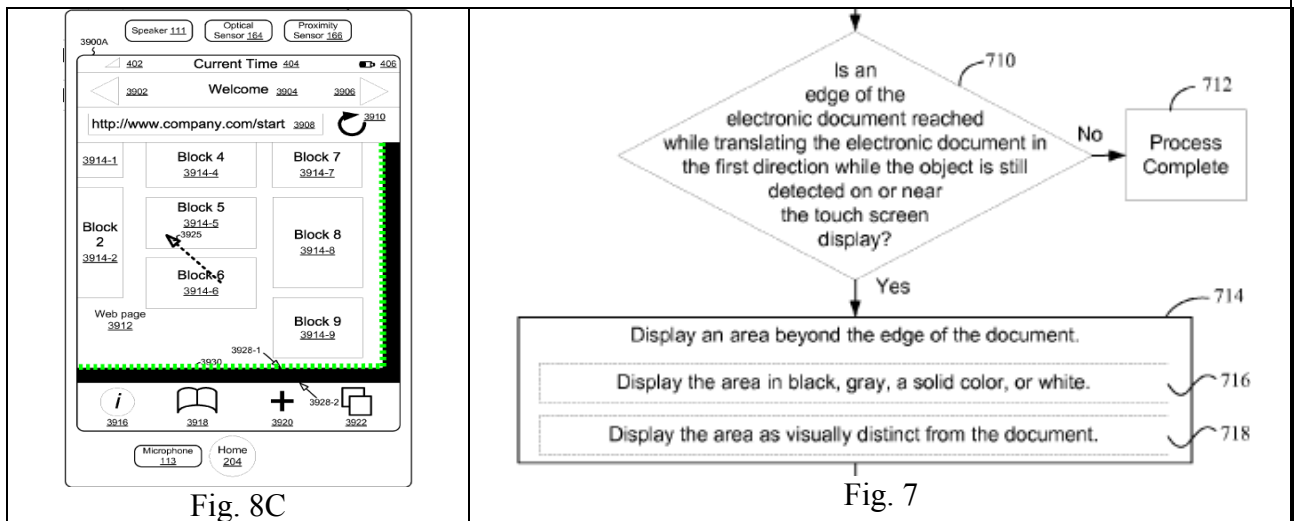 Speaker 111
Optical
Sensor 164
Proximity
Sensor 166
3900A
402
Current Time 404
406
3902
Welcome 3904
3906
http://www.company.com/start 3908
3910
3914-1
Block 4
3914-4
Block 7
3914-7
Block 5
3914-5
3925
Block
2
3914-2
Block 8
3914-8
Block 6
3914-6
Web page
3912
Block 9
3914-9
3928-1
3930
i
3916
3918
3920
3928-2
3922
Microphone
113
Home
204
Fig. 8C
710
Is an
edge of the
electronic document reached
while translating the electronic document in
the first direction while the object is still
detected on or near
the touch screen
display?
No
712
Process
Complete
Yes
714
Display an area beyond the edge of the document.
Display the area in black, gray, a solid color, or white.
716
Display the area as visually distinct from the document.
718
Fig. 7